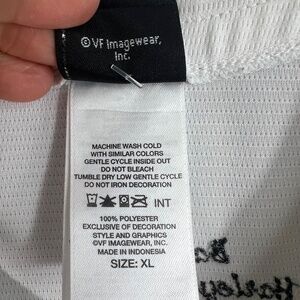 ©VF Imagewear,
Inc.
MACHINE WASH COLD
WITH SIMILAR COLORS
GENTLE CYCLE INSIDE OUT
DO NOT BLEACH
TUMBLE DRY LOW GENTLE CYCLE
DO NOT IRON DECORATION
INT
100% POLYESTER
EXCLUSIVE OF DECORATION
STYLE AND GRAPHICS
©VF IMAGEWEAR, INC.
MADE IN INDONESIA
SIZE: XL